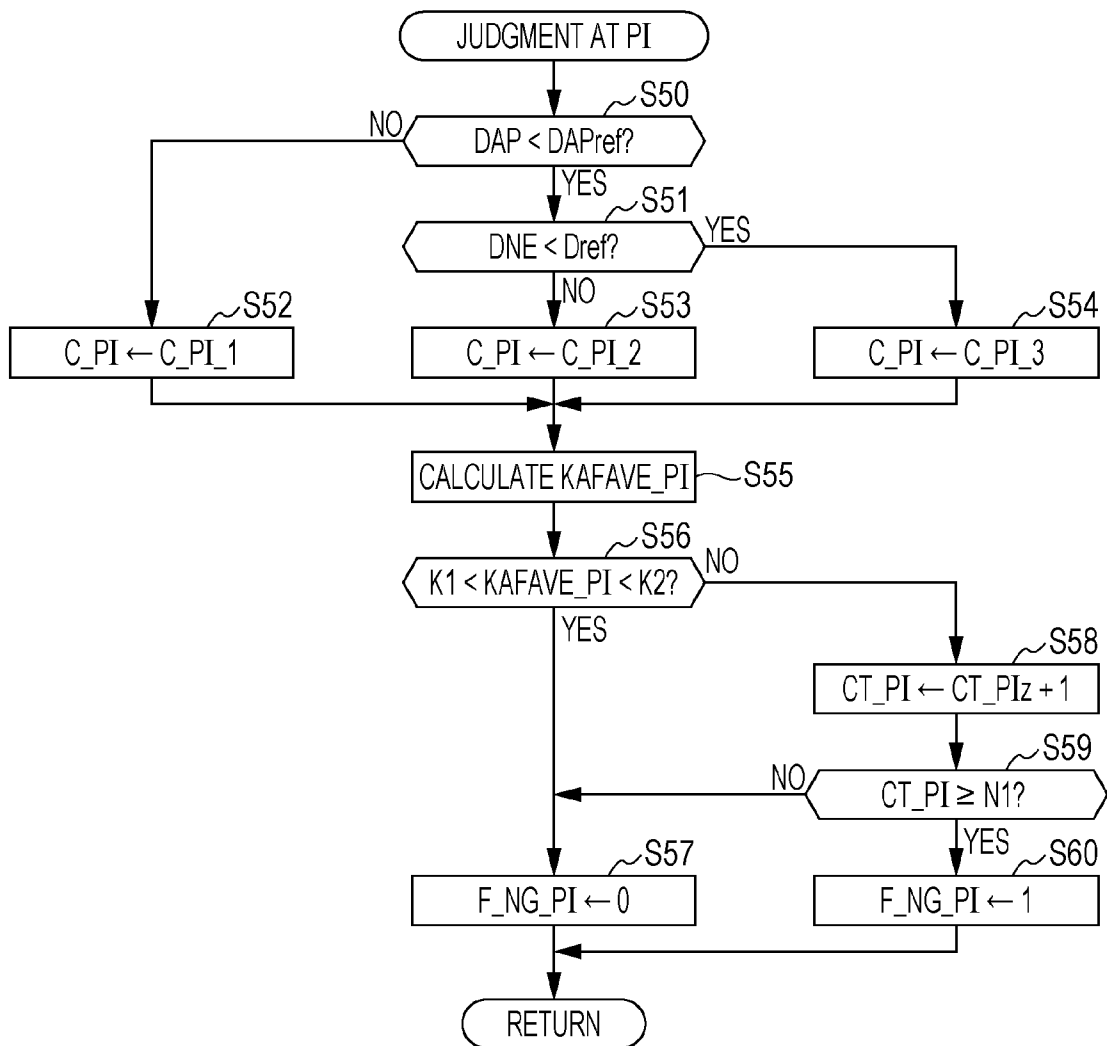 JUDGMENT AT PI
S50
NO
DAP < DAPref?
YES
S51
DNE < Dref?
YES
NO
S52
C_PI ← C_PI_1
S53
C_PI ← C_PI_2
S54
C_PI ← C_PI_3
CALCULATE KAFAVE_PI
S55
S56
K1 < KAFAVE_PI < K2?
NO
YES
S58
CT_PI ← CT_PIz + 1
S59
NO
CT_PI ≥ N1?
YES
S57
F_NG_PI ← 0
S60
F_NG_PI ← 1
RETURN